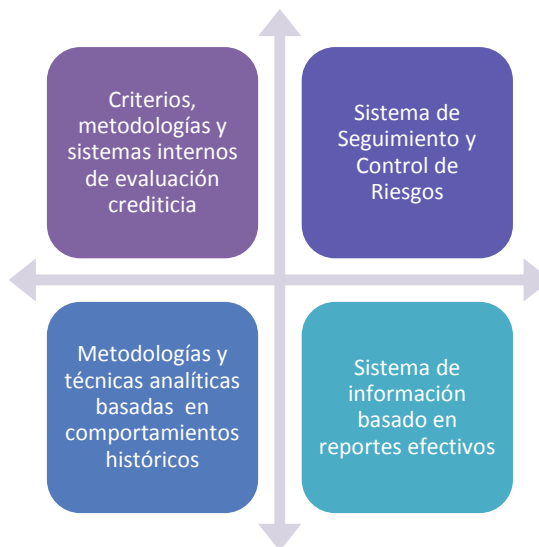 Criterios,
metodologías y
sistemas internos
de evaluación
crediticia
Sistema de
Seguimiento y
Control de
Riesgos
Metodologías y
técnicas analíticas
basadas en
comportamientos
históricos
Sistema de
información
basado en
reportes efectivos